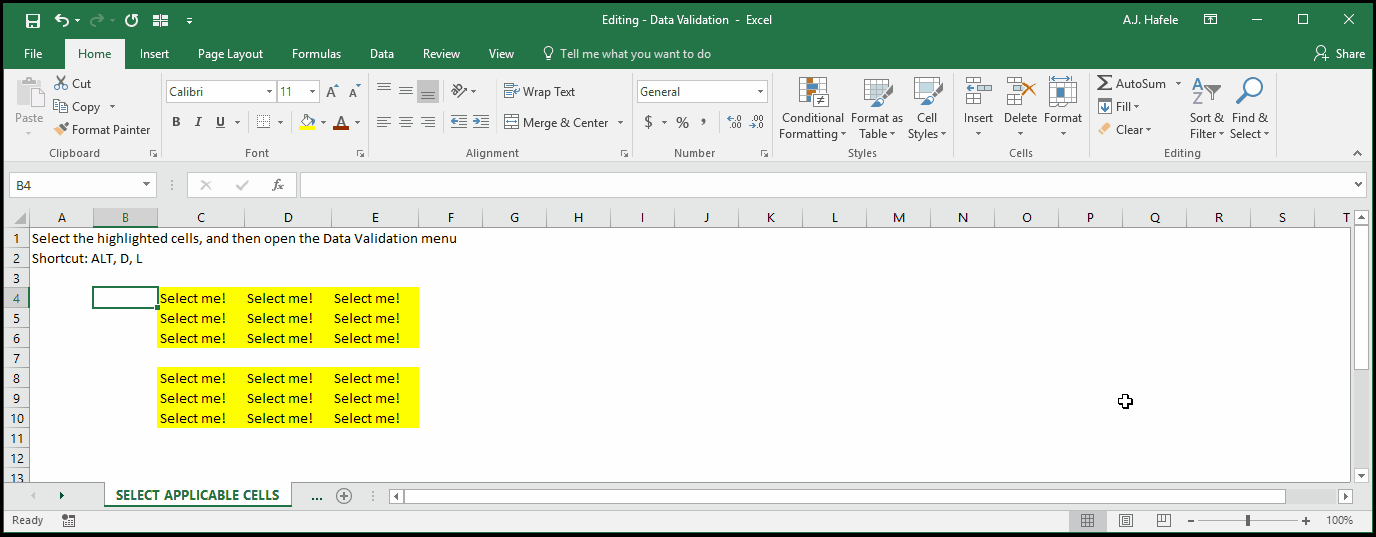 Editing - Data Validation - Excel
A.J. Hafele
File Home Insert Page Layout Formulas Data Review View Tell me what you want to do Share
Paste
Cut
Copy
Format Painter
Clipboard
Calibri 11
B I U A
Font
Wrap Text
Merge & Center
Alignment
General
$ % ,
Number
Conditional Formatting
Format as Table
Cell Styles
Styles
Insert Delete Format
Cells
AutoSum
Fill
Clear
Sort & Filter
Find & Select
Editing
B4
fx
A B C D E F G H I J K L M N O P Q R S T
1 Select the highlighted cells, and then open the Data Validation menu
2 Shortcut: ALT, D, L
3
4 Select me! Select me! Select me!
5 Select me! Select me! Select me!
6 Select me! Select me! Select me!
7
8 Select me! Select me! Select me!
9 Select me! Select me! Select me!
10 Select me! Select me! Select me!
11
12
13
SELECT APPLICABLE CELLS ...
Ready
100%